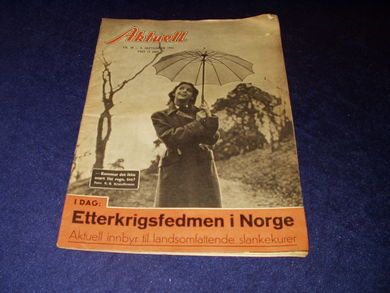 Aktuell
— Kommer det ikke
snart litt regn, tro?
I DAG:
Etterkrigsfedmen i Norge
Aktuell innbyr til landsomfattende slankekurer